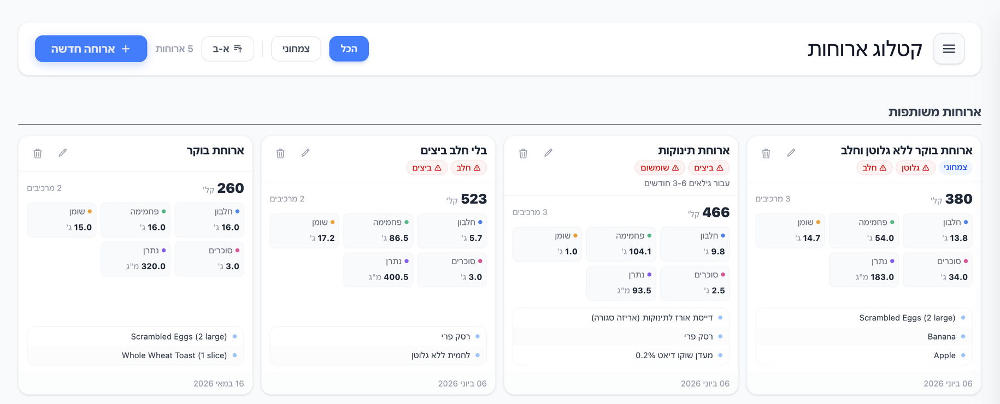 קטלוג ארוחות
הכל
צמחוני
א-ב
5 ארוחות
+ ארוחה חדשה
ארוחות משותפות
ארוחת בוקר ללא גלוטן וחלב
צמחוני
גלוטן
חלב
380 קל'
3 מרכיבים
חלבון
13.8 ג'
פחמימה
54.0 ג'
שומן
14.7 ג'
סוכרים
34.0 ג'
נתרן
183.0 מ"ג
Scrambled Eggs (2 large)
Banana
Apple
06 ביוני 2026
ארוחת תינוקות
ביצים
שומשום
עבור גילאים 3-6 חודשים
466 קל'
3 מרכיבים
חלבון
9.8 ג'
פחמימה
104.1 ג'
שומן
1.0 ג'
סוכרים
2.5 ג'
נתרן
93.5 מ"ג
דייסת אורז לתינוקות (אריזה סגורה)
רסק פרי
מעדן שוקו דיאט 0.2%
06 ביוני 2026
בלי חלב ביצים
חלב
ביצים
523 קל'
2 מרכיבים
חלבון
5.7 ג'
פחמימה
86.5 ג'
שומן
17.2 ג'
סוכרים
3.0 ג'
נתרן
400.5 מ"ג
רסק פרי
לחמית ללא גלוטן
06 ביוני 2026
ארוחת בוקר
260 קל'
2 מרכיבים
חלבון
16.0 ג'
פחמימה
16.0 ג'
שומן
15.0 ג'
סוכרים
3.0 ג'
נתרן
320.0 מ"ג
Scrambled Eggs (2 large)
Whole Wheat Toast (1 slice)
16 במאי 2026